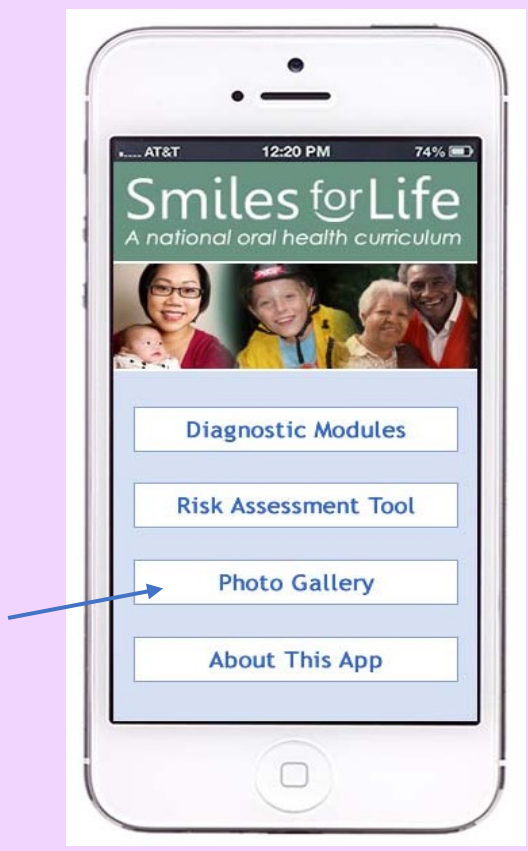 .... AT&T 12:20 PM 74%
Smiles for Life
A national oral health curriculum
Diagnostic Modules
Risk Assessment Tool
Photo Gallery
About This App